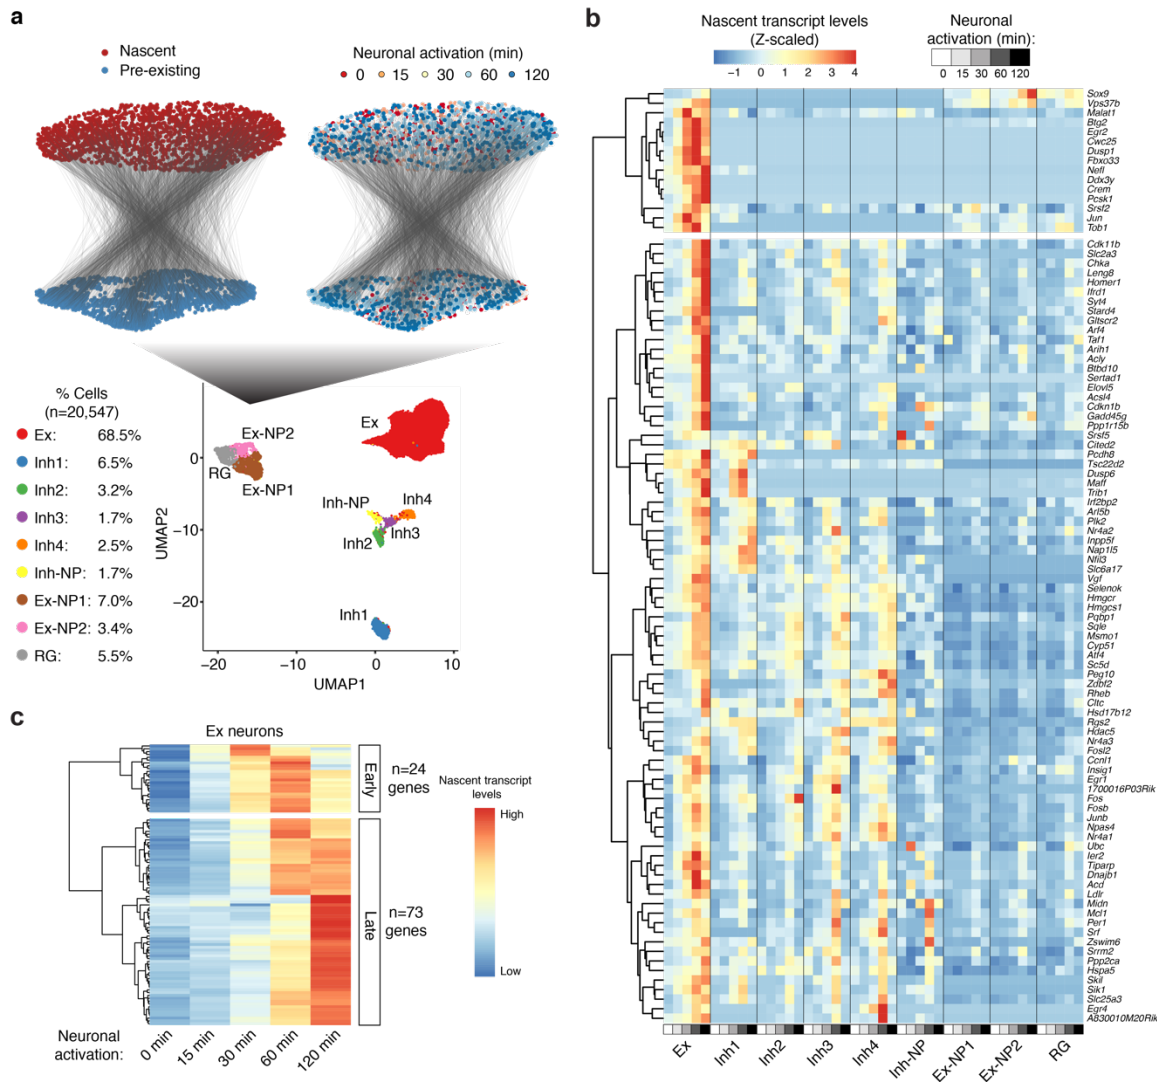 a
Nascent
Pre-existing
Neuronal activation (min)
0 15 30 60 120
% Cells
(n=20,547)
Ex: 68.5%
Inh1: 6.5%
Inh2: 3.2%
Inh3: 1.7%
Inh4: 2.5%
Inh-NP: 1.7%
Ex-NP1: 7.0%
Ex-NP2: 3.4%
RG: 5.5%
UMAP2
0
−10
−20
Ex
Ex-NP2
RG
Ex-NP1
Inh-NP
Inh4
Inh3
Inh2
Inh1
−20 −10 0 10
UMAP1
b
Nascent transcript levels
(Z-scaled)
−1 0 1 2 3 4
Neuronal
activation (min):
0 15 30 60 120
Sox9
Vps37b
Malat1
Btg2
Egr2
Cwc25
Dusp1
Fbxo33
Nefl
Ddx3y
Crem
Pcsk1
Srsf2
Jun
Tob1
Cdk11b
Slc2a3
Chka
Leng8
Homer1
Ifrd1
Syt4
Stard4
Gltscr2
Arf4
Taf1
Arih1
Acly
Btbd10
Sertad1
Elovl5
Acsl4
Cdkn1b
Gadd45g
Ppp1r15b
Srsf5
Cited2
Pcdh8
Tsc22d2
Dusp6
Maff
Trib1
Irf2bp2
Arl5b
Plk2
Nr4a2
Inpp5f
Nap1l5
Nfil3
Slc6a17
Vgf
Selenok
Hmgcr
Hmgcs1
Pqbp1
Sqle
Msmo1
Cyp51
Atf4
Sc5d
Peg10
Zdbf2
Rheb
Cltc
Hsd17b12
Rgs2
Hdac5
Nr4a3
Fosl2
Ccnl1
Insig1
Egr1
1700016P03Rik
Fos
Fosb
Junb
Npas4
Nr4a1
Ubc
Ier2
Tiparp
Dnajb1
Acd
Ldlr
Midn
Mcl1
Per1
Srf
Zswim6
Srrm2
Ppp2ca
Hspa5
Skil
Sik1
Slc25a3
Egr4
A830010M20Rik
Ex Inh1 Inh2 Inh3 Inh4 Inh-NP Ex-NP1 Ex-NP2 RG
c
Ex neurons
Early
n=24
genes
Late
n=73
genes
Nascent transcript
levels
High
Low
Neuronal
activation:
0 min 15 min 30 min 60 min 120 min